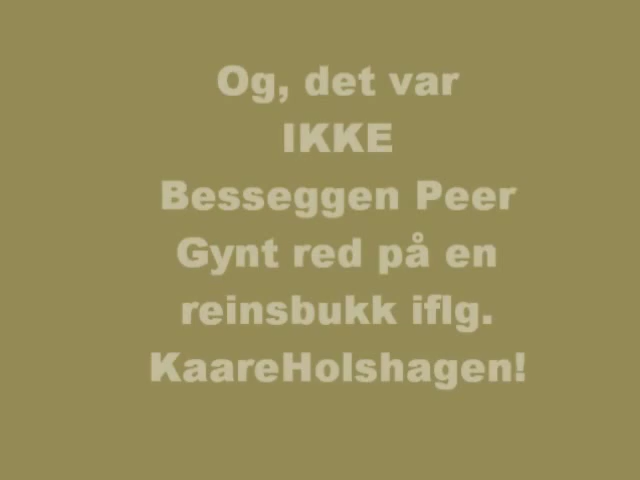 Og, det var
IKKE
Besseggen Peer
Gynt red på en
reinsbukk iflg.
KaareHolshagen!